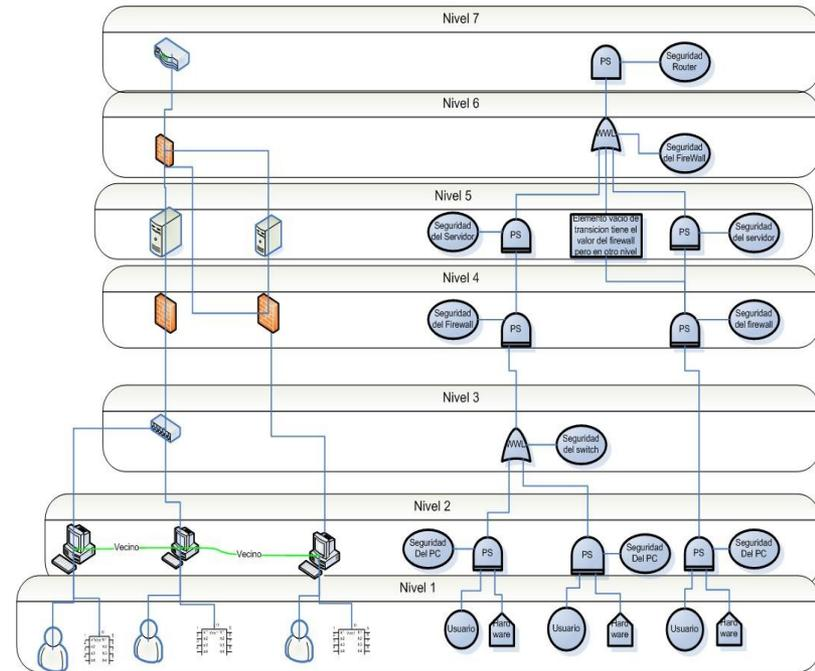 Nivel 7
PS
Seguridad
Router
Nivel 6
WWL
Seguridad
del FireWall
Nivel 5
Seguridad
del Servidor
PS
Elemento vacio de
transicion tiene el
valor del firewall
pero en otro nivel
PS
Seguridad
del servidor
Nivel 4
Seguridad
del Firewall
PS
PS
Seguridad
del firewall
Nivel 3
WWL
Seguridad
del switch
Nivel 2
Vecino
Vecino
Seguridad
Del PC
PS
PS
Seguridad
Del PC
PS
Seguridad
Del PC
Nivel 1
Usuario
Hard
ware
Usuario
Hard
ware
Usuario
Hard
ware